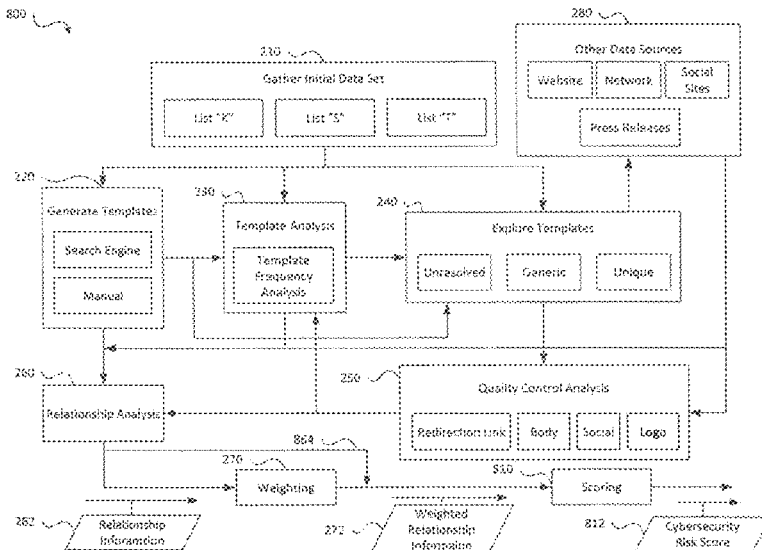 800
210
280
Other Data Sources
Website
Network
Social
Sites
Press Releases
Gather Initial Data Set
List "R"
List "S"
List "T"
220
Generate Templates
Search Engine
Manual
230
Template Analysis
Template
Frequency
Analysis
240
Explore Templates
Unresolved
Generic
Unique
260
Relationship Analysis
250
Quality Control Analysis
Redirection Link
Body
Social
Logo
864
270
Weighting
810
Scoring
282
Relationship
Information
272
Weighted
Relationship
812
Cybersecurity
Risk Score